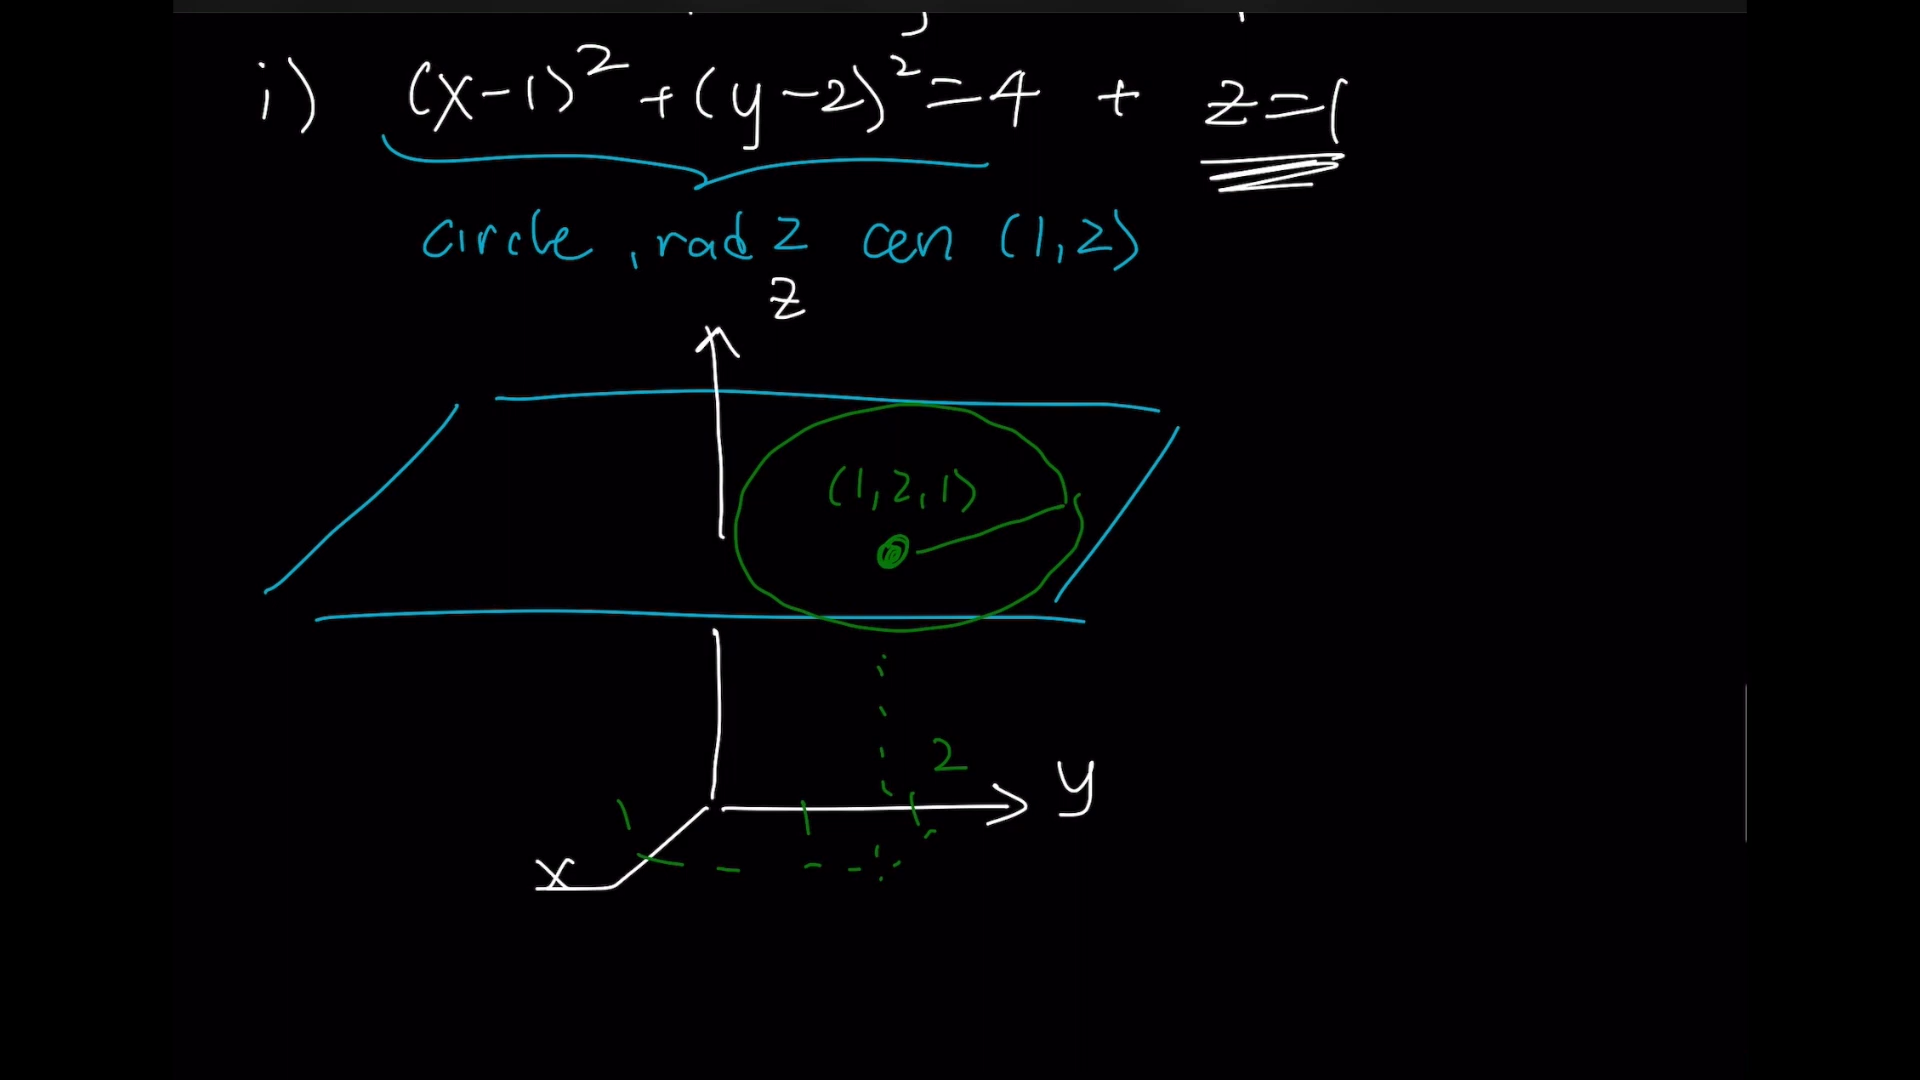 i) (x-1)² + (y-2)² = 4 + z=1
circle, rad 2 cen (1,2)
z
(1,2,1)
2
y
1
x